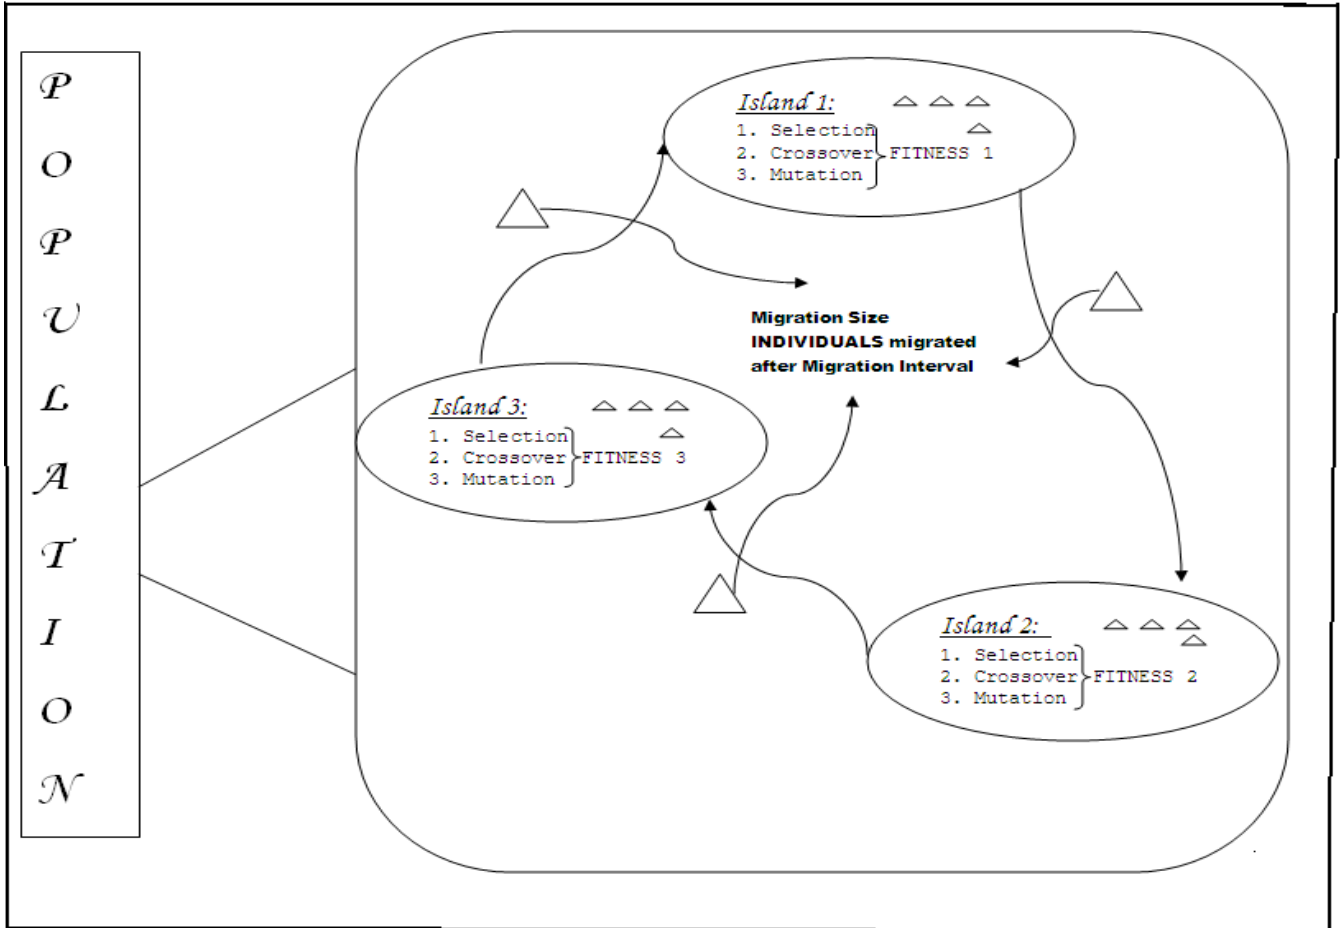 P
O
P
U
L
A
T
I
O
N
Island 1:
1. Selection
2. Crossover
3. Mutation
FITNESS 1
Migration Size
INDIVIDUALS migrated
after Migration Interval
Island 3:
1. Selection
2. Crossover
3. Mutation
FITNESS 3
Island 2:
1. Selection
2. Crossover
3. Mutation
FITNESS 2